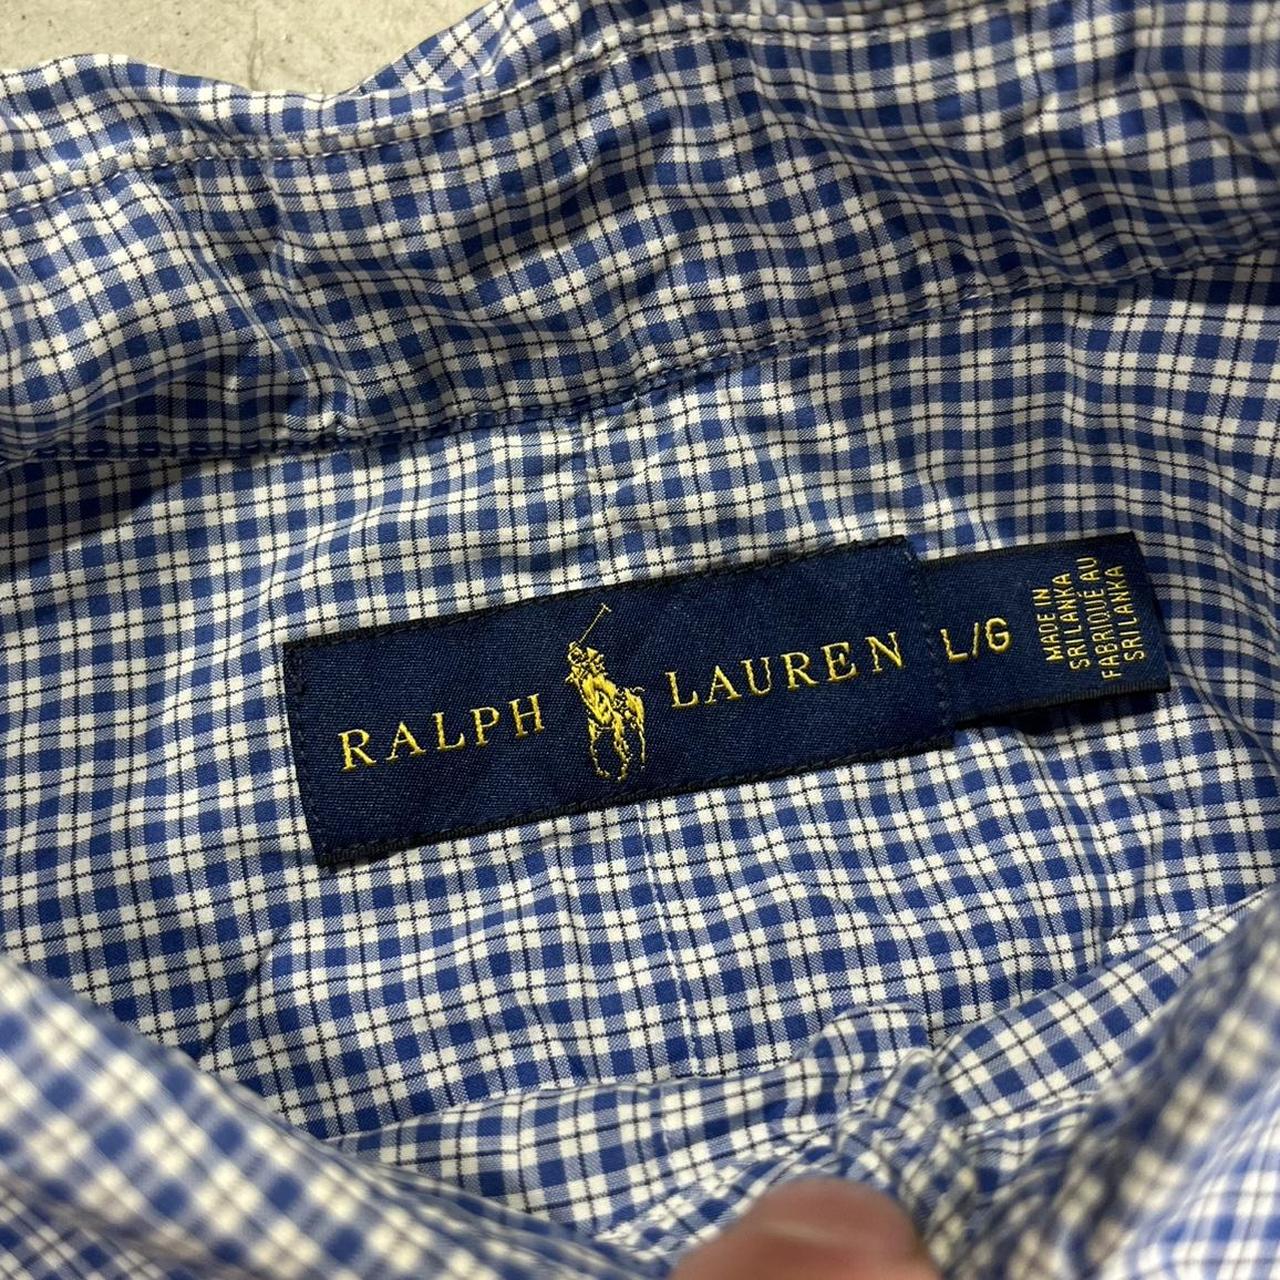 RALPH LAUREN
L/G
MADE IN
SRI LANKA
FABRIQUÉ AU
SRI LANKA